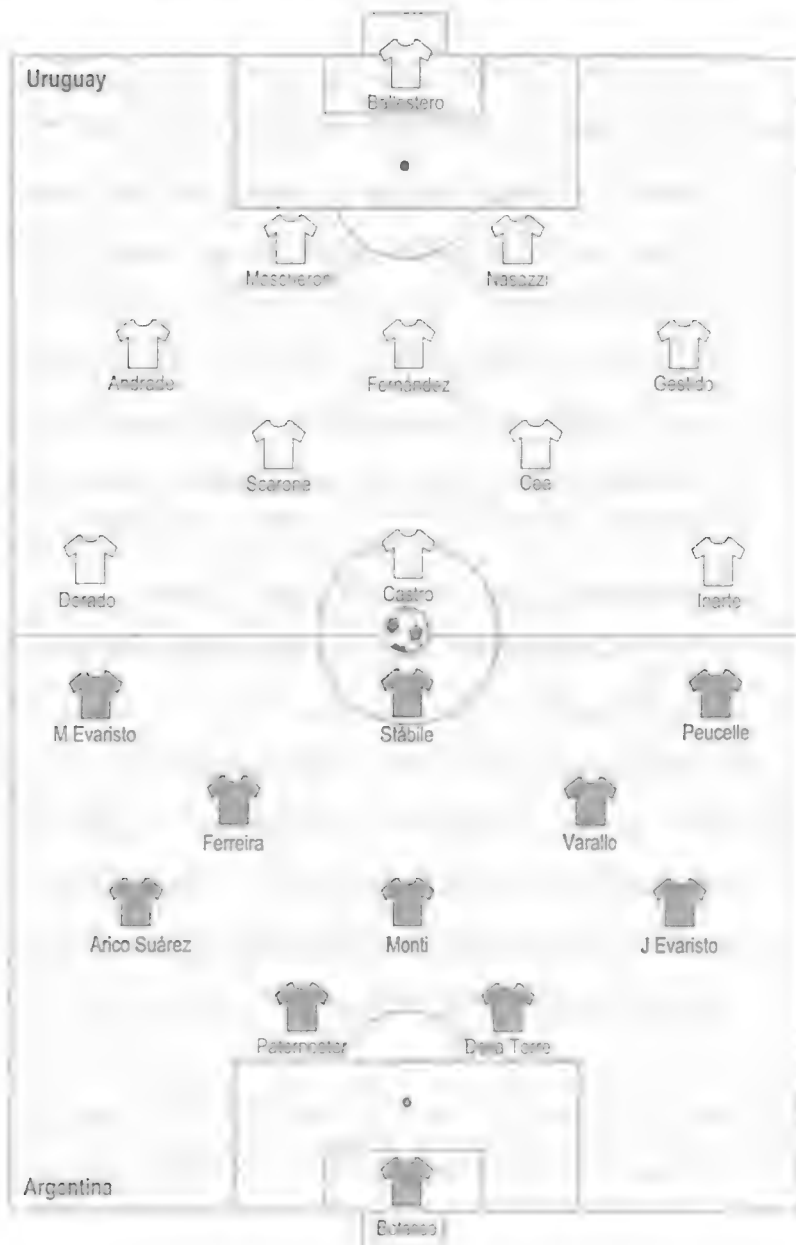 Uruguay
Ballestero
Mascheroni
Nasazzi
Andrade
Fernández
Gestido
Scarone
Cea
Dorado
Castro
Iriarte
M Evaristo
Stábile
Peucelle
Ferreira
Varallo
Arico Suárez
Monti
J Evaristo
Paternoster
Della Torre
Argentina
Botasso